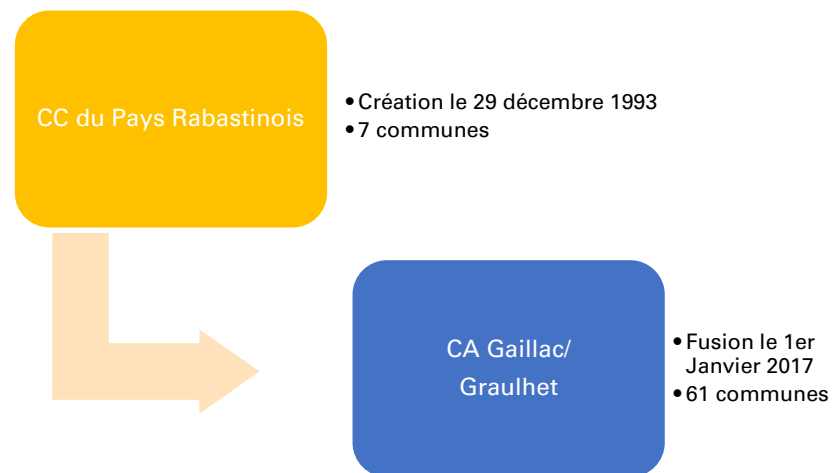 CC du Pays Rabastinois
•Création le 29 décembre 1993
•7 communes
CA Gaillac/
Graulhet
•Fusion le 1er
Janvier 2017
•61 communes